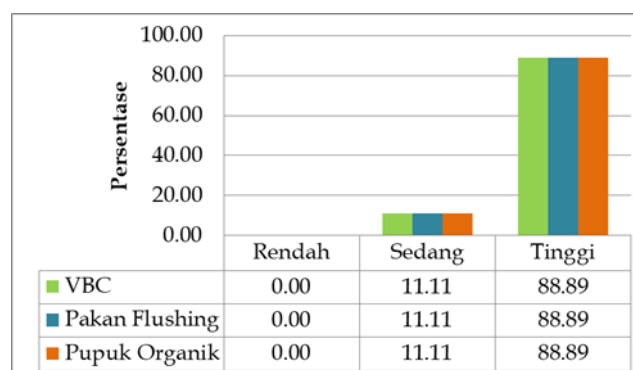 100.00
80.00
60.00
40.00
20.00
0.00
Persentase
Rendah Sedang Tinggi
VBC 0.00 11.11 88.89
Pakan Flushing 0.00 11.11 88.89
Pupuk Organik 0.00 11.11 88.89